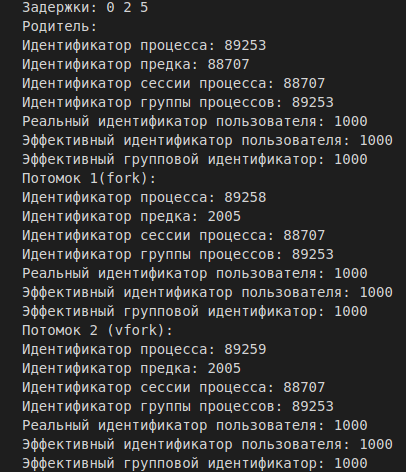 Задержки: 0 2 5
Родитель:
Идентификатор процесса: 89253
Идентификатор предка: 88707
Идентификатор сессии процесса: 88707
Идентификатор группы процессов: 89253
Реальный идентификатор пользователя: 1000
Эффективный идентификатор пользователя: 1000
Эффективный групповой идентификатор: 1000
Потомок 1(fork):
Идентификатор процесса: 89258
Идентификатор предка: 2005
Идентификатор сессии процесса: 88707
Идентификатор группы процессов: 89253
Реальный идентификатор пользователя: 1000
Эффективный идентификатор пользователя: 1000
Эффективный групповой идентификатор: 1000
Потомок 2 (vfork):
Идентификатор процесса: 89259
Идентификатор предка: 2005
Идентификатор сессии процесса: 88707
Идентификатор группы процессов: 89253
Реальный идентификатор пользователя: 1000
Эффективный идентификатор пользователя: 1000
Эффективный групповой идентификатор: 1000